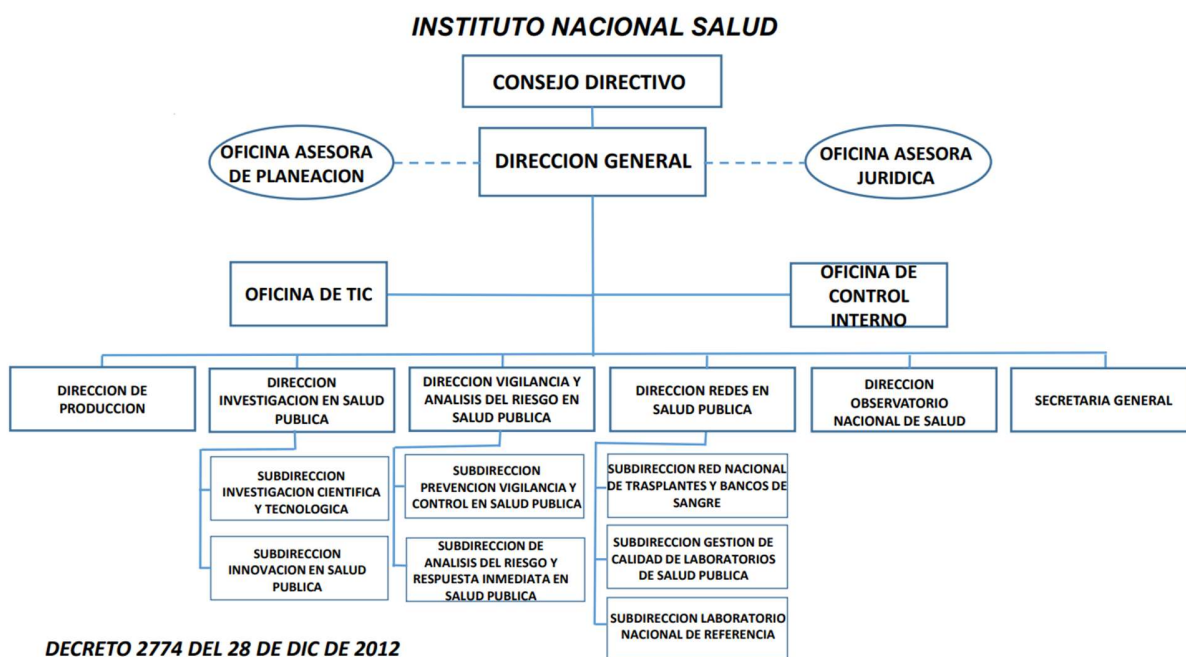 INSTITUTO NACIONAL SALUD
CONSEJO DIRECTIVO
OFICINA ASESORA
DE PLANEACION
DIRECCION GENERAL
OFICINA ASESORA
JURIDICA
OFICINA DE TIC
OFICINA DE
CONTROL
INTERNO
DIRECCION DE
PRODUCCION
DIRECCION
INVESTIGACION EN SALUD
PUBLICA
DIRECCION VIGILANCIA Y
ANALISIS DEL RIESGO EN
SALUD PUBLICA
DIRECCION REDES EN
SALUD PUBLICA
DIRECCION
OBSERVATORIO
NACIONAL DE SALUD
SECRETARIA GENERAL
SUBDIRECCION
INVESTIGACION CIENTIFICA
Y TECNOLOGICA
SUBDIRECCION
PREVENCION VIGILANCIA Y
CONTROL EN SALUD PUBLICA
SUBDIRECCION RED NACIONAL
DE TRASPLANTES Y BANCOS DE
SANGRE
SUBDIRECCION
INNOVACION EN SALUD
PUBLICA
SUBDIRECCION DE
ANALISIS DEL RIESGO Y
RESPUESTA INMEDIATA EN
SALUD PUBLICA
SUBDIRECCION GESTION DE
CALIDAD DE LABORATORIOS
DE SALUD PUBLICA
SUBDIRECCION LABORATORIO
NACIONAL DE REFERENCIA
DECRETO 2774 DEL 28 DE DIC DE 2012